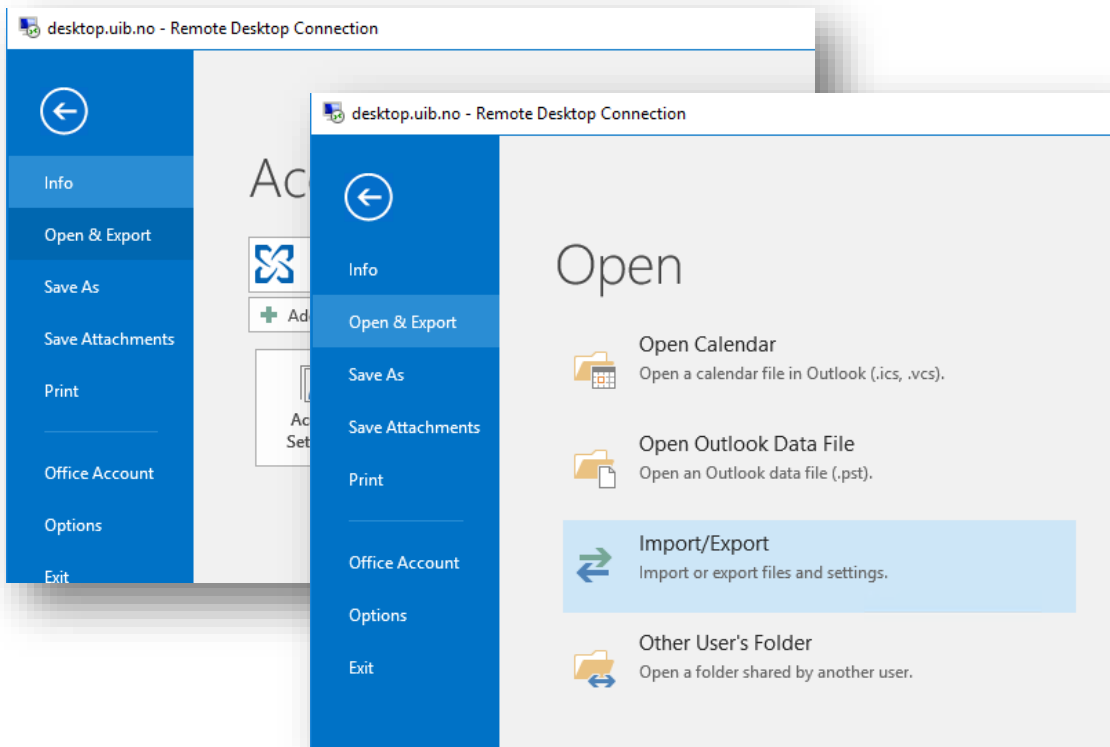 desktop.uib.no - Remote Desktop Connection
Info
Open & Export
Save As
Save Attachments
Print
Office Account
Options
Exit
desktop.uib.no - Remote Desktop Connection
Info
Open & Export
Save As
Save Attachments
Print
Office Account
Options
Exit
Open
Open Calendar
Open a calendar file in Outlook (.ics, .vcs).
Open Outlook Data File
Open an Outlook data file (.pst).
Import/Export
Import or export files and settings.
Other User's Folder
Open a folder shared by another user.